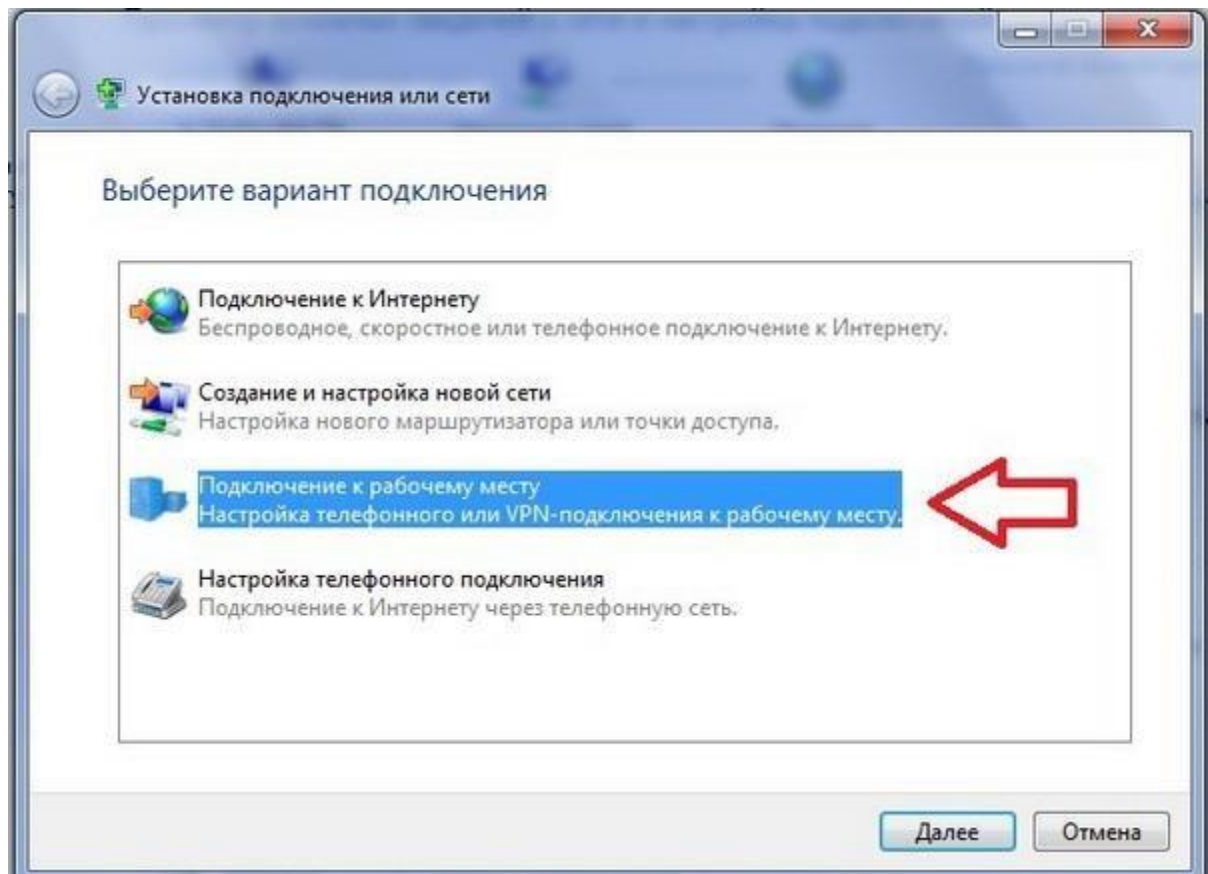 Установка подключения или сети
Выберите вариант подключения
Подключение к Интернету
Беспроводное, скоростное или телефонное подключение к Интернету.
Создание и настройка новой сети
Настройка нового маршрутизатора или точки доступа.
Подключение к рабочему месту
Настройка телефонного или VPN-подключения к рабочему месту.
Настройка телефонного подключения
Подключение к Интернету через телефонную сеть.
Далее
Отмена